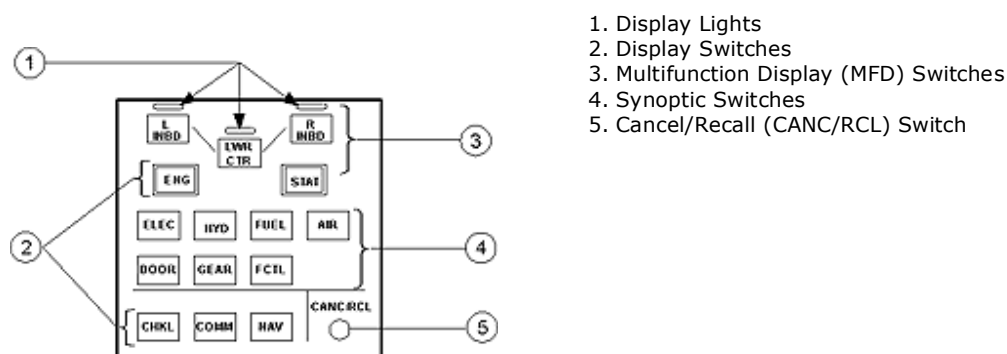 1. Display Lights
2. Display Switches
3. Multifunction Display (MFD) Switches
4. Synoptic Switches
5. Cancel/Recall (CANC/RCL) Switch
1
L INBD
R INBD
LWR CTR
3
ENG
STAT
2
ELEC
HYD
FUEL
AIR
4
DOOR
GEAR
FCTL
CANC/RCL
CHKL
COMM
NAV
5